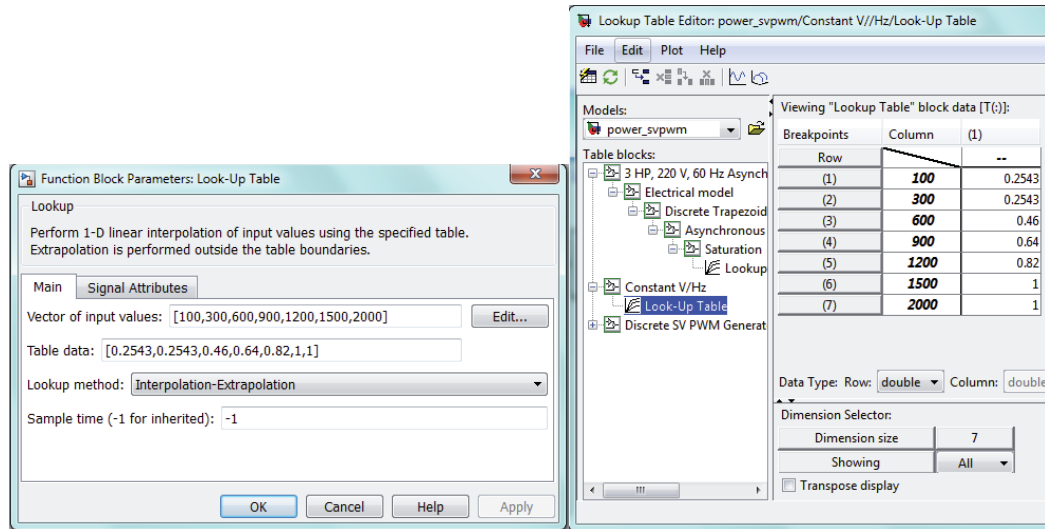 Function Block Parameters: Look-Up Table
Lookup
Perform 1-D linear interpolation of input values using the specified table.
Extrapolation is performed outside the table boundaries.
Main Signal Attributes
Vector of input values: [100,300,600,900,1200,1500,2000] Edit...
Table data: [0.2543,0.2543,0.46,0.64,0.82,1,1]
Lookup method: Interpolation-Extrapolation
Sample time (-1 for inherited): -1
OK Cancel Help Apply
Lookup Table Editor: power_svpwm/Constant V//Hz/Look-Up Table
File Edit Plot Help
Models:
power_svpwm
Table blocks:
3 HP, 220 V, 60 Hz Asynch
Electrical model
Discrete Trapezoid
Asynchronous
Saturation
Lookup
Constant V/Hz
Look-Up Table
Discrete SV PWM Generat
Viewing "Lookup Table" block data [T(:)]:
Breakpoints Column (1)
Row --
(1) 100 0.2543
(2) 300 0.2543
(3) 600 0.46
(4) 900 0.64
(5) 1200 0.82
(6) 1500 1
(7) 2000 1
Data Type: Row: double Column: double
Dimension Selector:
Dimension size 7
Showing All
Transpose display